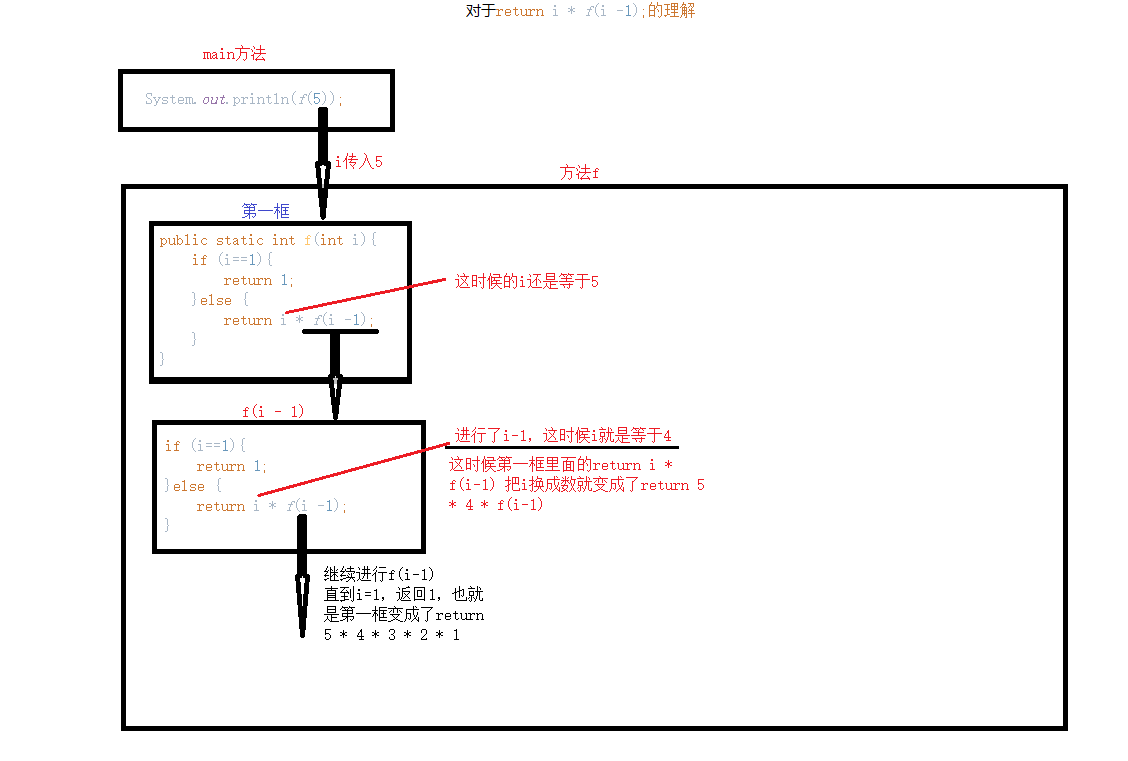 对于return i * f(i -1);的理解
main方法
System.out.println(f(5));
i传入5
方法f
第一框
public static int f(int i){
if (i==1){
return 1;
}else {
return i * f(i -1);
}
}
这时候的i还是等于5
f(i - 1)
if (i==1){
return 1;
}else {
return i * f(i -1);
}
进行了i-1，这时候i就是等于4
这时候第一框里面的return i *
f(i-1) 把i换成数就变成了return 5
* 4 * f(i-1)
继续进行f(i-1)
直到i=1，返回1，也就
是第一框变成了return
5 * 4 * 3 * 2 * 1